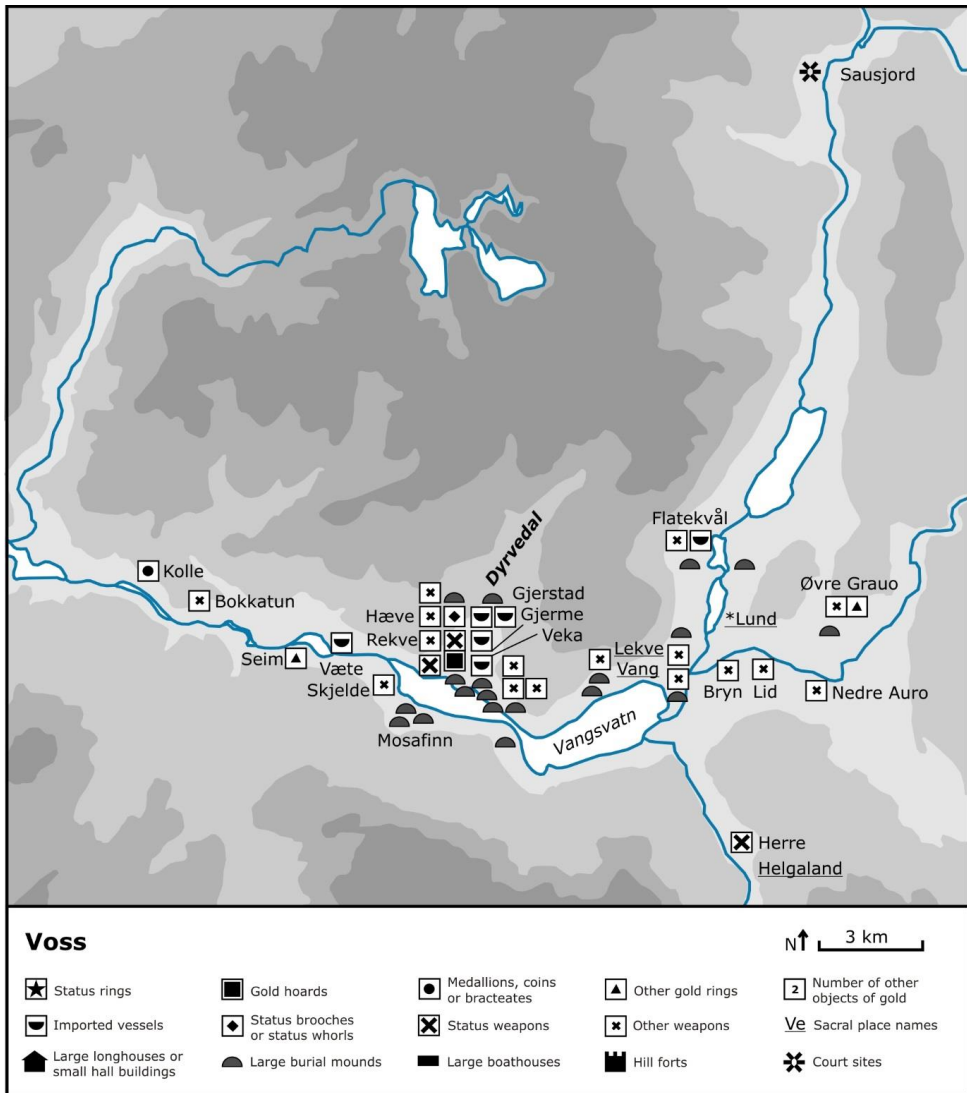 Sausjord
Flatekvål
Dyrvedal
Øvre Grauo
Kolle
Gjerstad
Bokkatun
Hæve
Gjerme
*Lund
Rekve
Veka
Lekve
Seim
Væte
Vang
Skjelde
Bryn
Lid
Nedre Auro
Mosafinn
Vangsvatn
Herre
Helgaland
Voss
N
3 km
Status rings
Gold hoards
Medallions, coins
or bracteates
Other gold rings
2
Number of other
objects of gold
Imported vessels
Status brooches
or status whorls
Status weapons
Other weapons
Ve Sacral place names
Large longhouses or
small hall buildings
Large burial mounds
Large boathouses
Hill forts
Court sites